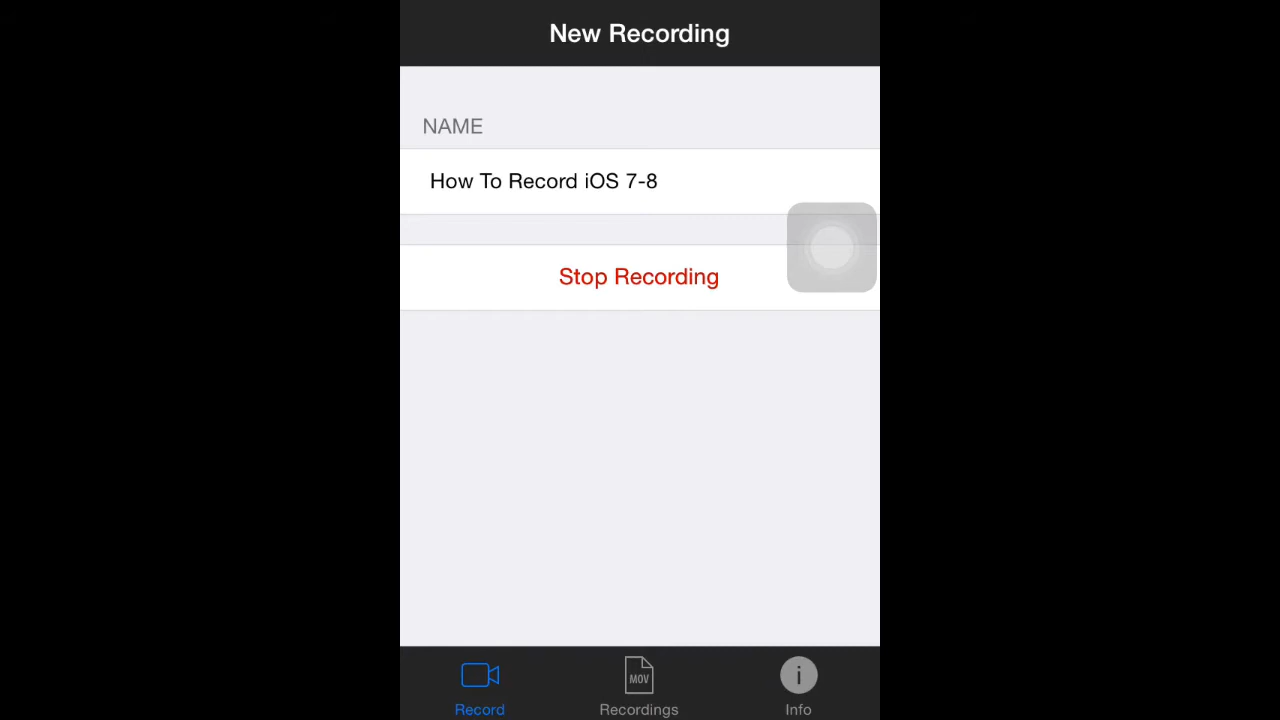 New Recording
NAME
How To Record iOS 7-8
Stop Recording
MOV
i
Record
Recordings
Info